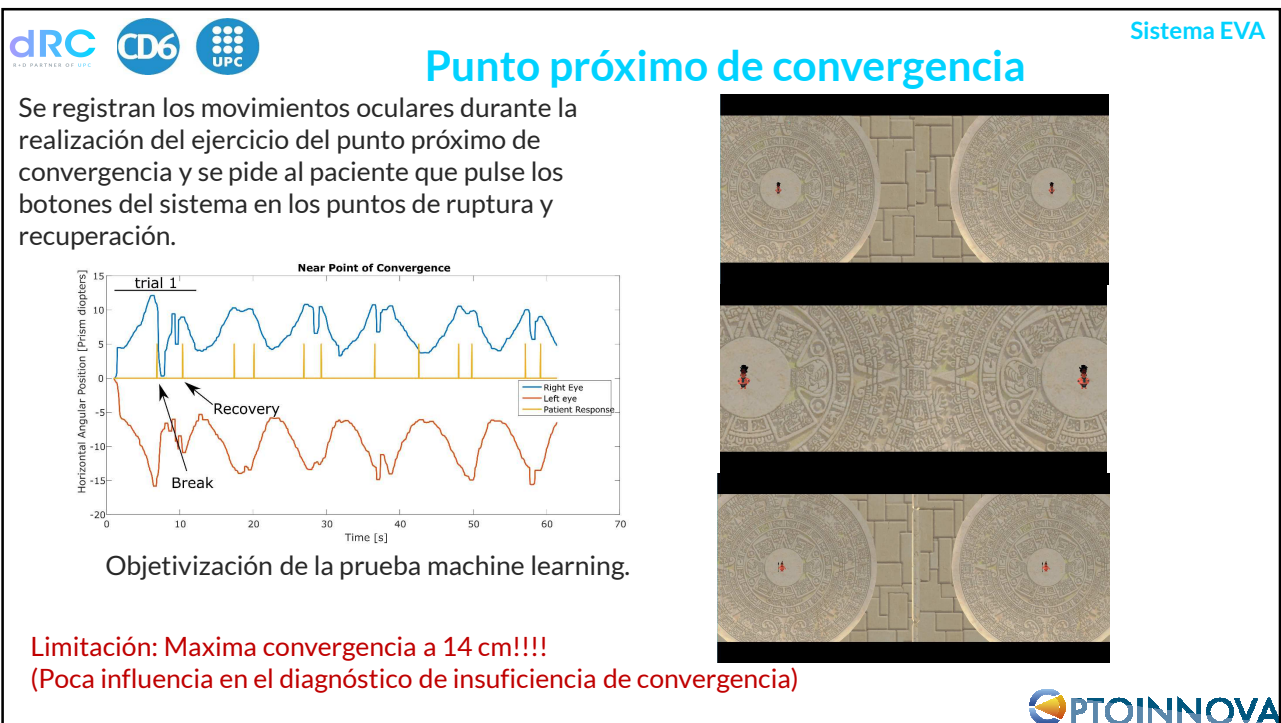 dRC
R+D PARTNER OF UPC
CD6
UPC
Sistema EVA
Punto próximo de convergencia
Se registran los movimientos oculares durante la
realización del ejercicio del punto próximo de
convergencia y se pide al paciente que pulse los
botones del sistema en los puntos de ruptura y
recuperación.
Near Point of Convergence
Horizontal Angular Position [Prism diopters]
15
10
5
0
-5
-10
-15
-20
trial 1
Recovery
Break
Right Eye
Left eye
Patient Response
0 10 20 30 40 50 60 70
Time [s]
Objetivización de la prueba machine learning.
Limitación: Maxima convergencia a 14 cm!!!!
(Poca influencia en el diagnóstico de insuficiencia de convergencia)
OPTOINNOVA